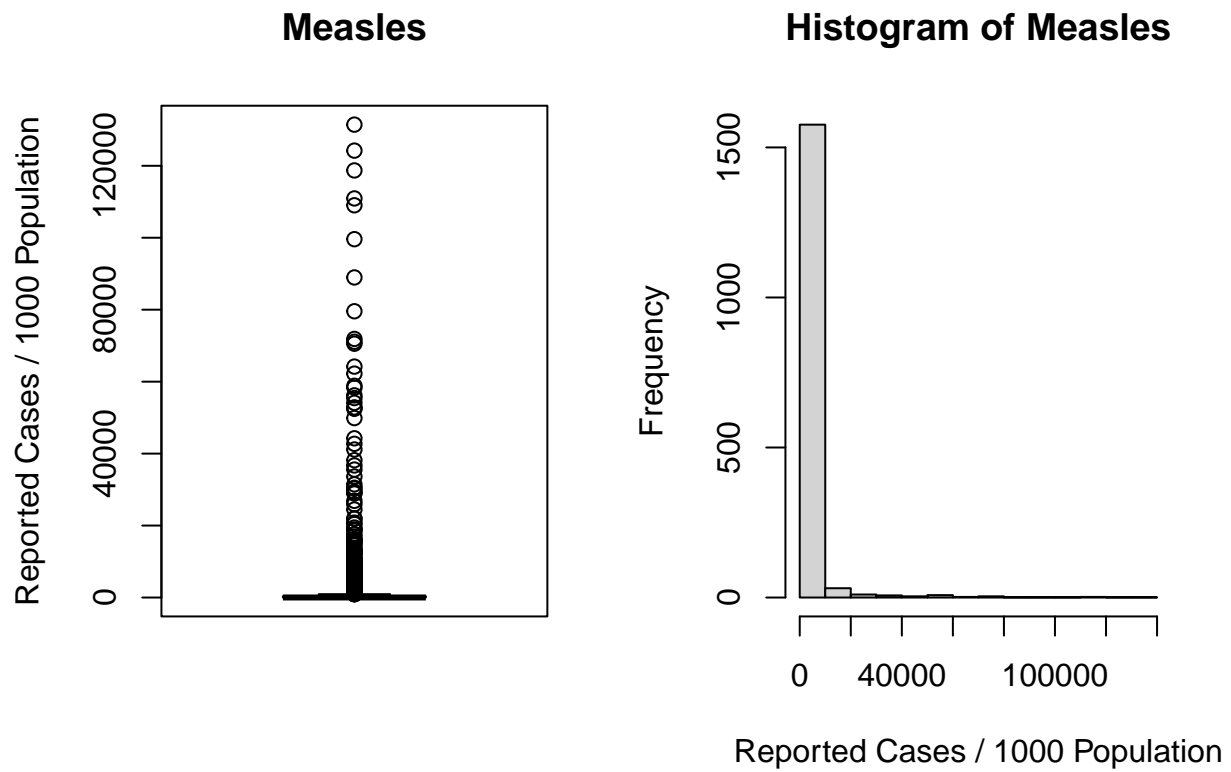 Measles
Reported Cases / 1000 Population
120000
80000
40000
0
Histogram of Measles
Frequency
1500
1000
500
0
0 40000 100000
Reported Cases / 1000 Population